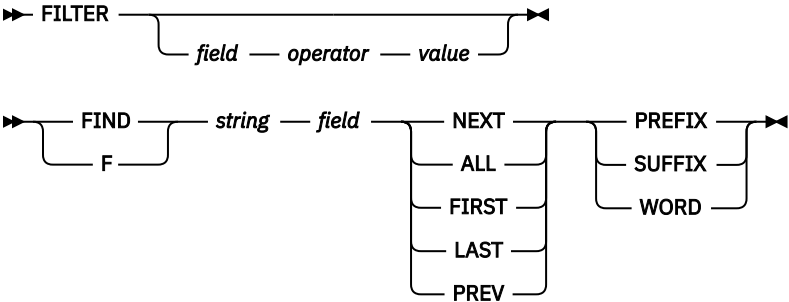 FILTER
field operator value
FIND string field NEXT PREFIX
F ALL SUFFIX
FIRST WORD
LAST
PREV